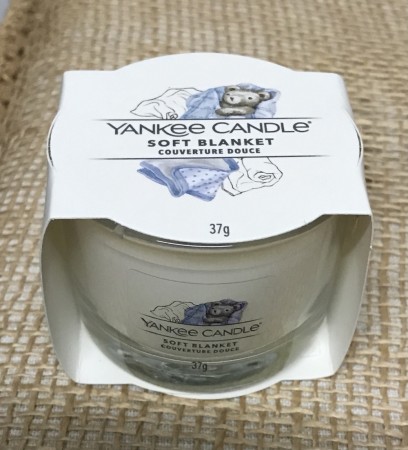 YANKEE CANDLE®
SOFT BLANKET
COUVERTURE DOUCE
37g
YANKEE CANDLE®
SOFT BLANKET
COUVERTURE DOUCE
37g